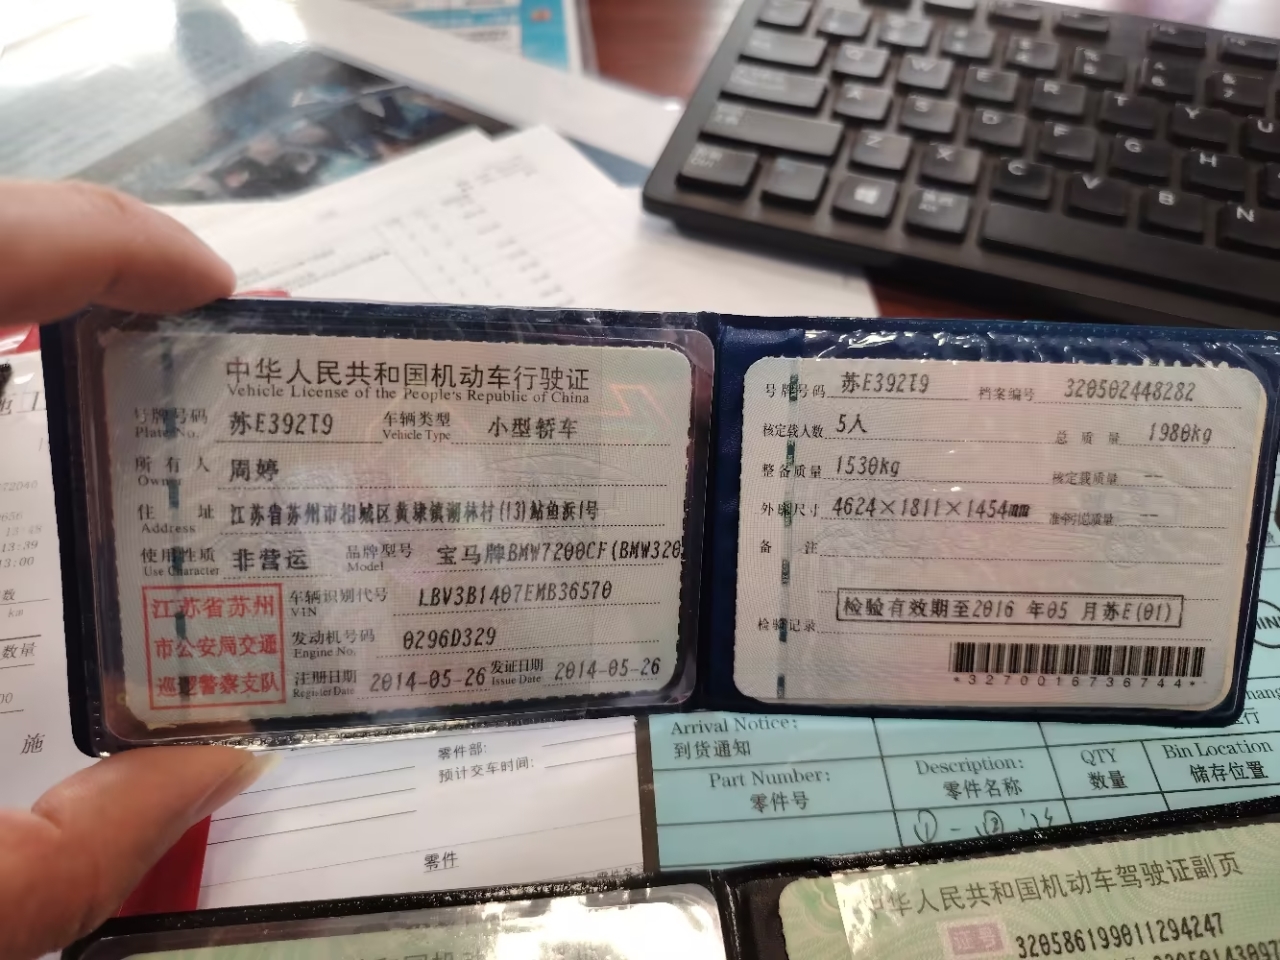 中华人民共和国机动车行驶证
Vehicle License of the People's Republic of China
号牌号码 苏E392T9 车辆类型 小型轿车
Plate No. Vehicle Type
所有人 周婷
Owner
住址 江苏省苏州市相城区黄埭镇湖林村(13)站鱼浜1号
Address
使用性质 非营运 品牌型号 宝马牌BMW7200CF(BMW320
Use Character Model
江苏省苏州
市公安局交通
巡逻警察支队
车辆识别代号 LBV3B1407EMB36570
VIN
发动机号码 0296D329
Engine No.
注册日期 2014-05-26 发证日期 2014-05-26
Register Date Issue Date
号牌号码 苏E392T9 档案编号 320502448282
核定载人数 5人 总质量 1980kg
整备质量 1530kg 核定载质量 --
外廓尺寸 4624×1811×1454mm 准牵引总质量 --
备注
检验有效期至2016 年05 月苏E(01)
检验记录
*3270016736744*
Arrival Notice:
到货通知
Part Number:
零件号
Description:
零件名称
QTY
数量
Bin Location
储存位置
零件部:
预计交车时间:
零件
施
数量
km
13:39
13:00
中华人民共和国机动车驾驶证副页
证号 320586199011294247
Q W E R T Y U
A S D F G H
Z X C V B N